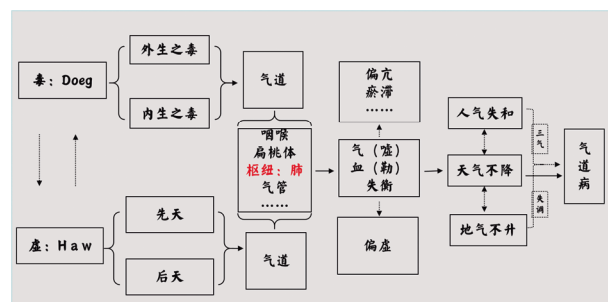 毒：Doeg
外生之毒
内生之毒
气道
咽喉
扁桃体
枢纽：肺
气管
……
气道
虚：Haw
先天
后天
偏亢
瘀滞
……
气（嘘）
血（勒）
失衡
偏虚
人气失和
天气不降
地气不升
三气
失调
气道病